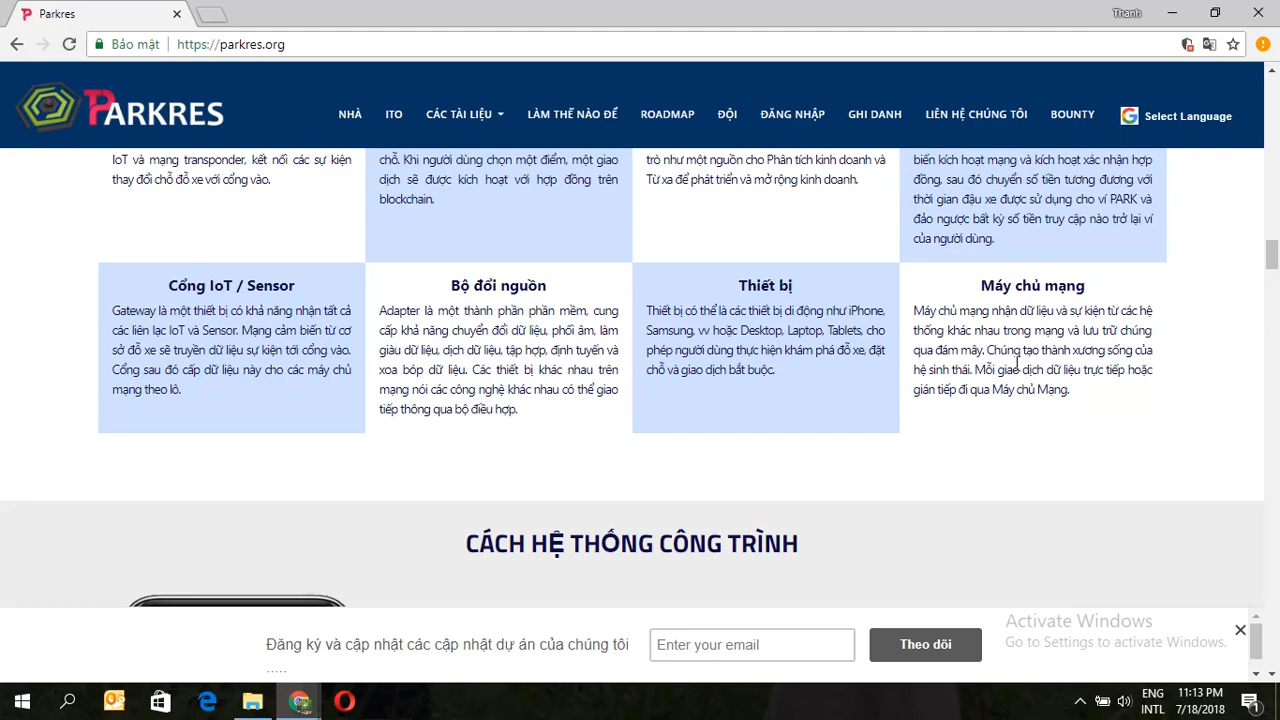 Parkres
Thanh
Bảo mật
https://parkres.org
PARKRES
NHÀ
ITO
CÁC TÀI LIỆU
LÀM THẾ NÀO ĐỂ
ROADMAP
ĐỘI
ĐĂNG NHẬP
GHI DANH
LIÊN HỆ CHÚNG TÔI
BOUNTY
Select Language
IoT và mạng transponder, kết nối các sự kiện
thay đổi chỗ đỗ xe với cổng vào.
chỗ. Khi người dùng chọn một điểm, một giao
dịch sẽ được kích hoạt với hợp đồng trên
blockchain.
trò như một nguồn cho Phân tích kinh doanh và
Từ xa để phát triển và mở rộng kinh doanh.
biến kích hoạt mạng và kích hoạt xác nhận hợp
đồng, sau đó chuyển số tiền tương đương với
thời gian đậu xe được sử dụng cho ví PARK và
đảo ngược bất kỳ số tiền truy cập nào trở lại ví
của người dùng.
Cổng IoT / Sensor
Gateway là một thiết bị có khả năng nhận tất cả
các liên lạc IoT và Sensor. Mạng cảm biến từ cơ
sở đỗ xe sẽ truyền dữ liệu sự kiện tới cổng vào.
Cổng sau đó cấp dữ liệu này cho các máy chủ
mạng theo lô.
Bộ đổi nguồn
Adapter là một thành phần phần mềm, cung
cấp khả năng chuyển đổi dữ liệu, phối âm, làm
giàu dữ liệu, dịch dữ liệu, tập hợp, định tuyến và
xoa bóp dữ liệu. Các thiết bị khác nhau trên
mạng nói các công nghệ khác nhau có thể giao
tiếp thông qua bộ điều hợp.
Thiết bị
Thiết bị có thể là các thiết bị di động như iPhone,
Samsung, vv hoặc Desktop, Laptop, Tablets, cho
phép người dùng thực hiện khám phá đỗ xe, đặt
chỗ và giao dịch bắt buộc.
Máy chủ mạng
Máy chủ mạng nhận dữ liệu và sự kiện từ các hệ
thống khác nhau trong mạng và lưu trữ chúng
qua đám mây. Chúng tạo thành xương sống của
hệ sinh thái. Mỗi giao dịch dữ liệu trực tiếp hoặc
gián tiếp đi qua Máy chủ Mạng.
CÁCH HỆ THỐNG CÔNG TRÌNH
Đăng ký và cập nhật các cập nhật dự án của chúng tôi
.....
Enter your email
Theo dõi
Activate Windows
Go to Settings to activate Windows.
ENG
INTL
11:13 PM
7/18/2018
1